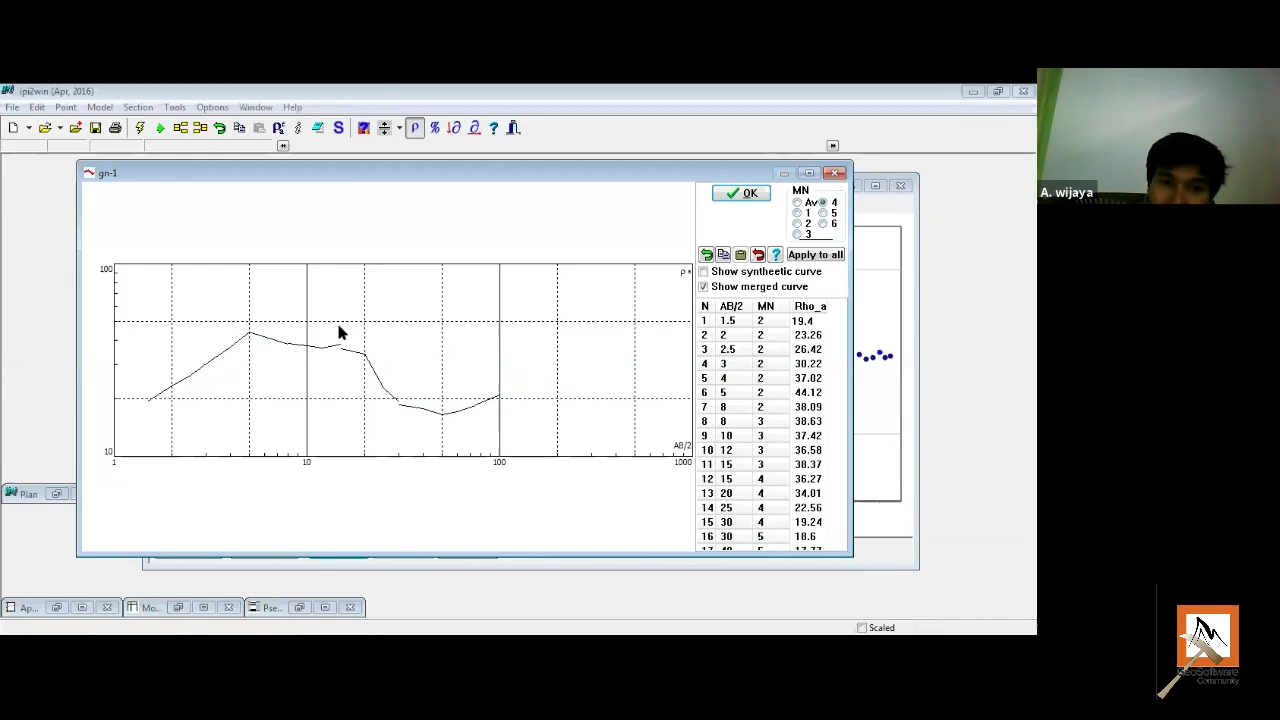 ipi2win (Apr, 2016)
File Edit Point Model Section Tools Options Window Help
A. wijaya
gn-1
OK
MN
Av 4
1 5
2 6
3
Apply to all
Show syntheetic curve
Show merged curve
100
ρ a
AB/2
10
1 10 100 1000
N AB/2 MN Rho_a
1 1.5 2 19.4
2 2 2 23.26
3 2.5 2 26.42
4 3 2 30.22
5 4 2 37.02
6 5 2 44.12
7 8 2 38.09
8 8 3 38.63
9 10 3 37.42
10 12 3 36.58
11 15 3 38.37
12 15 4 36.27
13 20 4 34.01
14 25 4 22.56
15 30 4 19.24
16 30 5 18.6
Plan
Ap... Mo... Pse...
Scaled
GeoSoftware
Community